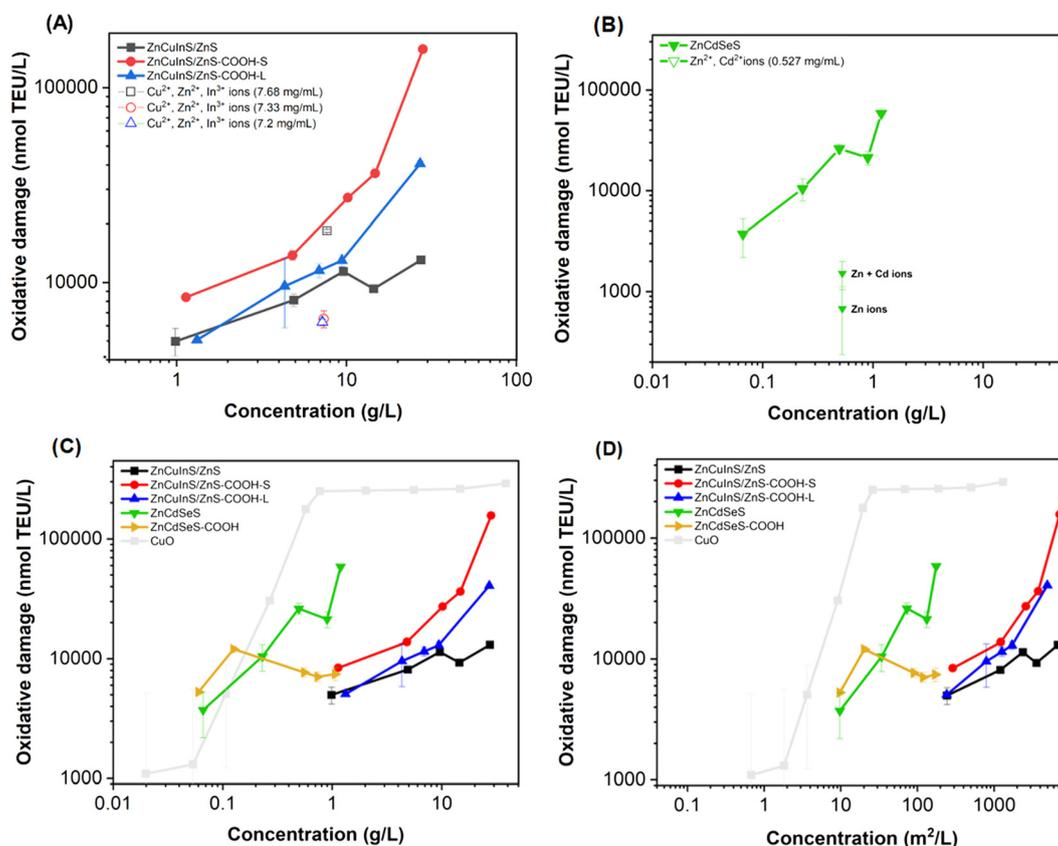 (A)
ZnCuInS/ZnS
ZnCuInS/ZnS-COOH-S
ZnCuInS/ZnS-COOH-L
Cu²⁺, Zn²⁺, In³⁺ ions (7.68 mg/mL)
Cu²⁺, Zn²⁺, In³⁺ ions (7.33 mg/mL)
Cu²⁺, Zn²⁺, In³⁺ ions (7.2 mg/mL)
Oxidative damage (nmol TEU/L)
100000
10000
1
10
100
Concentration (g/L)
(B)
ZnCdSeS
Zn²⁺, Cd²⁺ions (0.527 mg/mL)
Oxidative damage (nmol TEU/L)
100000
10000
1000
Zn + Cd ions
Zn ions
0.01
0.1
1
10
Concentration (g/L)
(C)
ZnCuInS/ZnS
ZnCuInS/ZnS-COOH-S
ZnCuInS/ZnS-COOH-L
ZnCdSeS
ZnCdSeS-COOH
CuO
Oxidative damage (nmol TEU/L)
100000
10000
1000
0.01
0.1
1
10
Concentration (g/L)
(D)
ZnCuInS/ZnS
ZnCuInS/ZnS-COOH-S
ZnCuInS/ZnS-COOH-L
ZnCdSeS
ZnCdSeS-COOH
CuO
Oxidative damage (nmol TEU/L)
100000
10000
1000
0.1
1
10
100
1000
Concentration (m²/L)